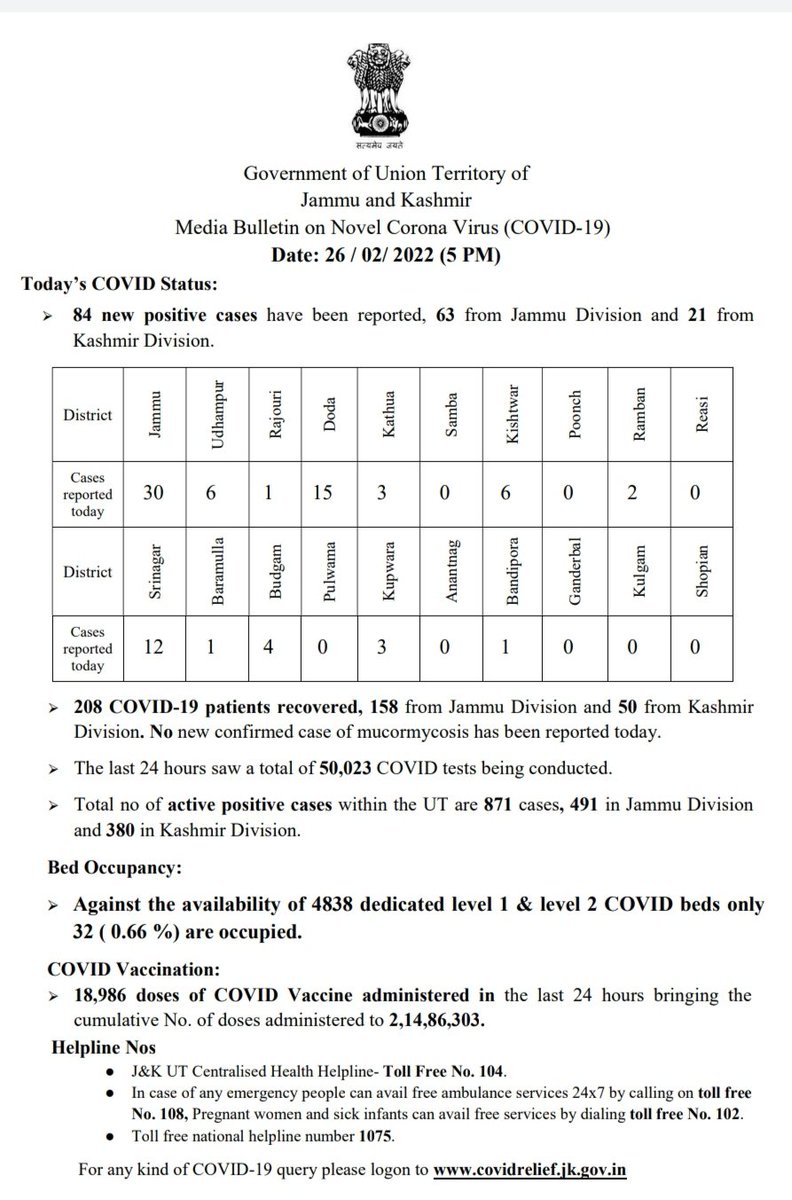 सत्यमेव जयते
Government of Union Territory of
Jammu and Kashmir
Media Bulletin on Novel Corona Virus (COVID-19)
Date: 26 / 02/ 2022 (5 PM)
Today's COVID Status:
➢ 84 new positive cases have been reported, 63 from Jammu Division and 21 from
Kashmir Division.
District Jammu Udhampur Rajouri Doda Kathua Samba Kishtwar Poonch Ramban Reasi
Cases
reported
today
30 6 1 15 3 0 6 0 2 0
District Srinagar Baramulla Budgam Pulwama Kupwara Anantnag Bandipora Ganderbal Kulgam Shopian
Cases
reported
today
12 1 4 0 3 0 1 0 0 0
➢ 208 COVID-19 patients recovered, 158 from Jammu Division and 50 from Kashmir
Division. No new confirmed case of mucormycosis has been reported today.
➢ The last 24 hours saw a total of 50,023 COVID tests being conducted.
➢ Total no of active positive cases within the UT are 871 cases, 491 in Jammu Division
and 380 in Kashmir Division.
Bed Occupancy:
➢ Against the availability of 4838 dedicated level 1 & level 2 COVID beds only
32 ( 0.66 %) are occupied.
COVID Vaccination:
➢ 18,986 doses of COVID Vaccine administered in the last 24 hours bringing the
cumulative No. of doses administered to 2,14,86,303.
Helpline Nos
● J&K UT Centralised Health Helpline- Toll Free No. 104.
● In case of any emergency people can avail free ambulance services 24x7 by calling on toll free
No. 108, Pregnant women and sick infants can avail free services by dialing toll free No. 102.
● Toll free national helpline number 1075.
For any kind of COVID-19 query please logon to www.covidrelief.jk.gov.in